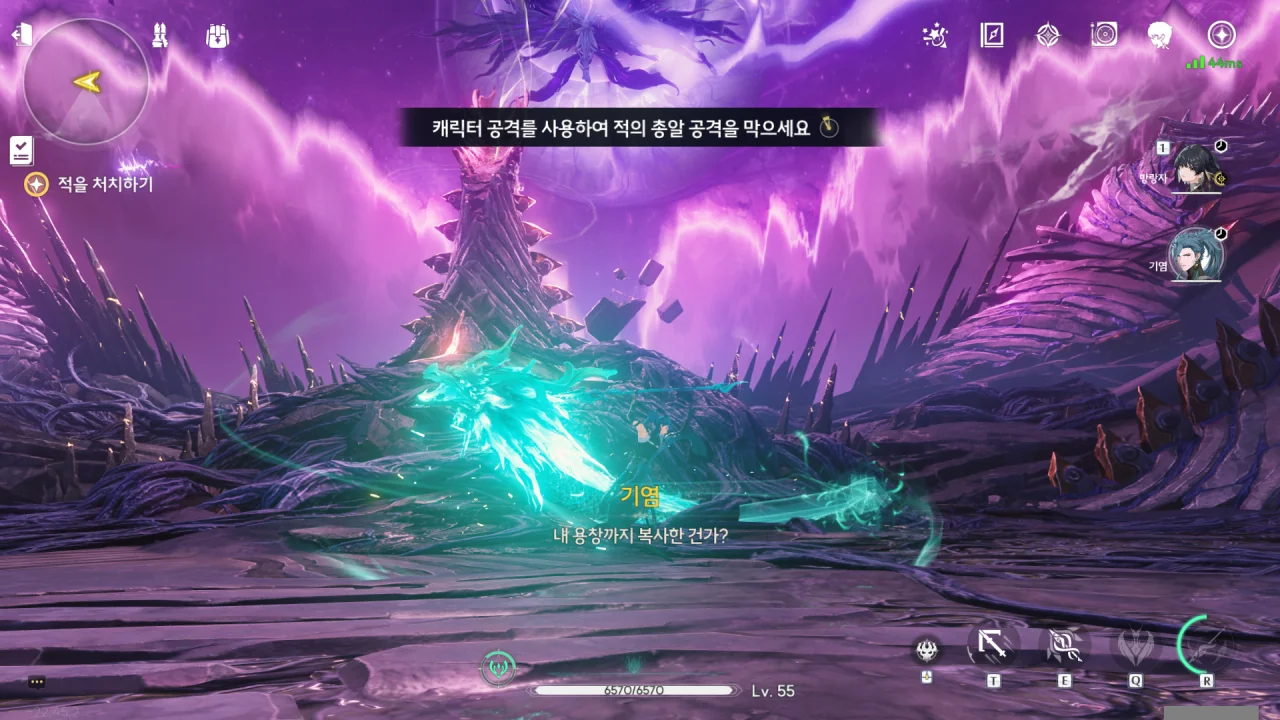 캐릭터 공격을 사용하여 적의 총알 공격을 막으세요
44ms
적을 처치하기
1
방랑자
기염
기염
내 용창까지 복사한 건가?
6570/6570
Lv. 55
T
E
Q
R